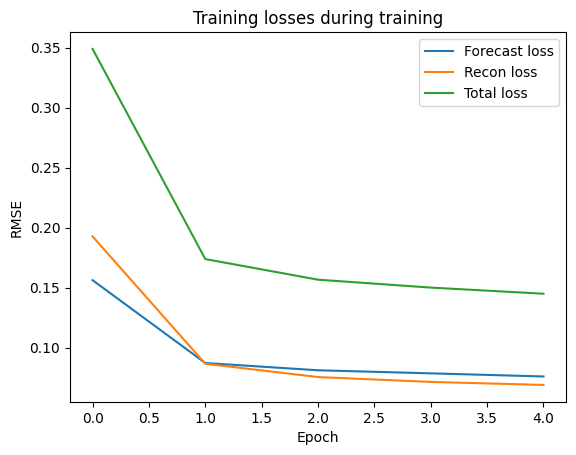 Training losses during training
0.35
0.30
0.25
0.20
0.15
0.10
RMSE
Forecast loss
Recon loss
Total loss
0.0 0.5 1.0 1.5 2.0 2.5 3.0 3.5 4.0
Epoch